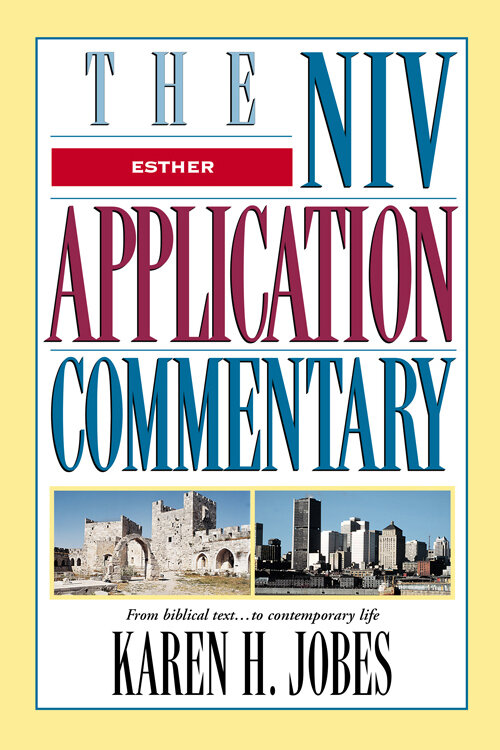 THE
NIV
ESTHER
APPLICATION
COMMENTARY
From biblical text...to contemporary life
KAREN H. JOBES